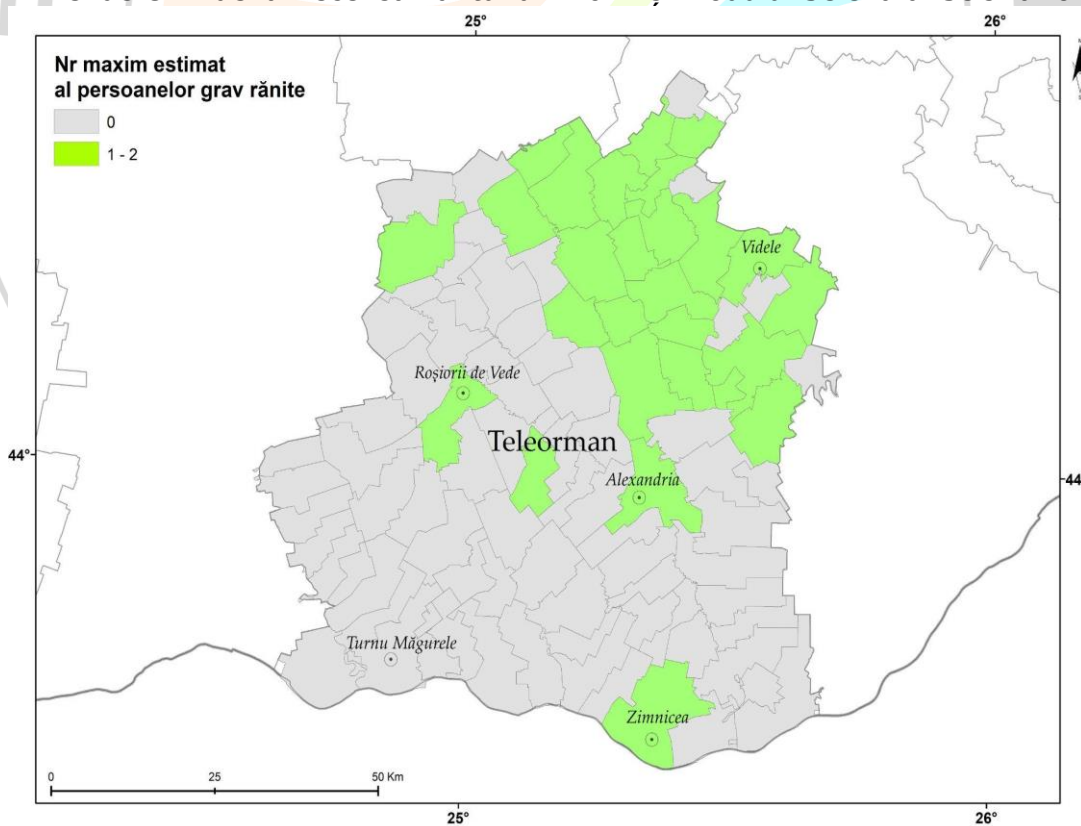 25°
26°
Nr maxim estimat
al persoanelor grav rănite
0
1 - 2
Videle
Roșiorii de Vede
Teleorman
44°
Alexandria
44
Turnu Măgurele
Zimnicea
0
25
50 Km
25°
26°